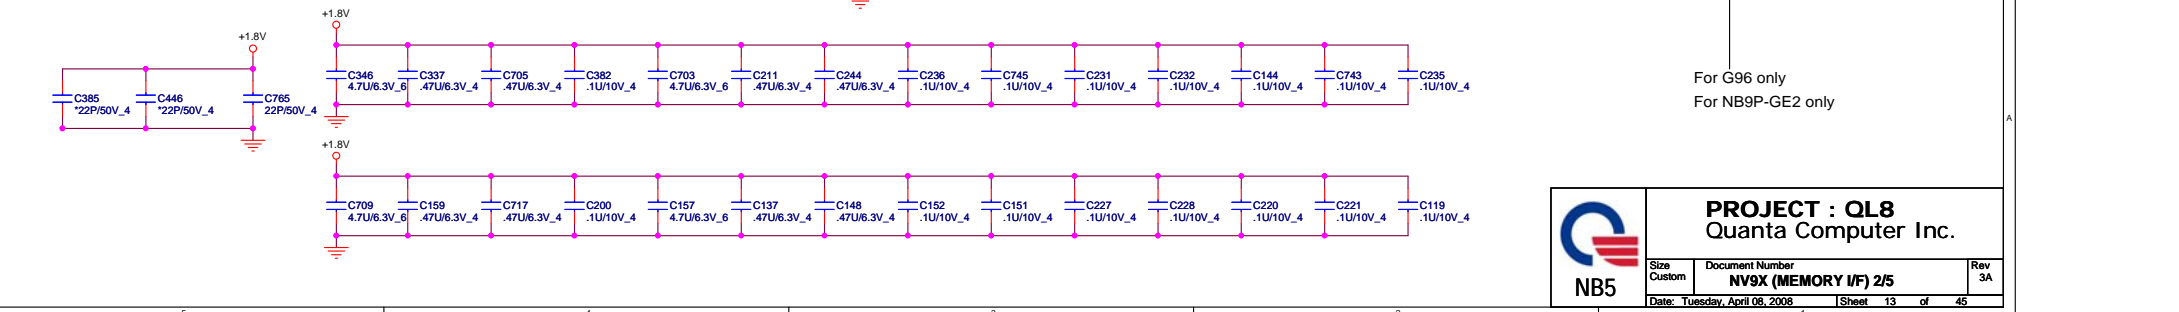 +1.8V
+1.8V
C346
4.7U/6.3V_6
C337
.47U/6.3V_4
C705
.47U/6.3V_4
C382
.1U/10V_4
C703
4.7U/6.3V_6
C211
.47U/6.3V_4
C244
.47U/6.3V_4
C236
.1U/10V_4
C745
.1U/10V_4
C231
.1U/10V_4
C232
.1U/10V_4
C144
.1U/10V_4
C743
.1U/10V_4
C235
.1U/10V_4
C385
*22P/50V_4
C446
*22P/50V_4
C765
22P/50V_4
For G96 only
For NB9P-GE2 only
A
+1.8V
C709
4.7U/6.3V_6
C159
.47U/6.3V_4
C717
.47U/6.3V_4
C200
.1U/10V_4
C157
4.7U/6.3V_6
C137
.47U/6.3V_4
C148
.47U/6.3V_4
C152
.1U/10V_4
C151
.1U/10V_4
C227
.1U/10V_4
C228
.1U/10V_4
C220
.1U/10V_4
C221
.1U/10V_4
C119
.1U/10V_4
PROJECT : QL8
Quanta Computer Inc.
NB5
Size
Custom
Document Number
NV9X (MEMORY I/F) 2/5
Rev
3A
Date: Tuesday, April 08, 2008
Sheet 13 of 45